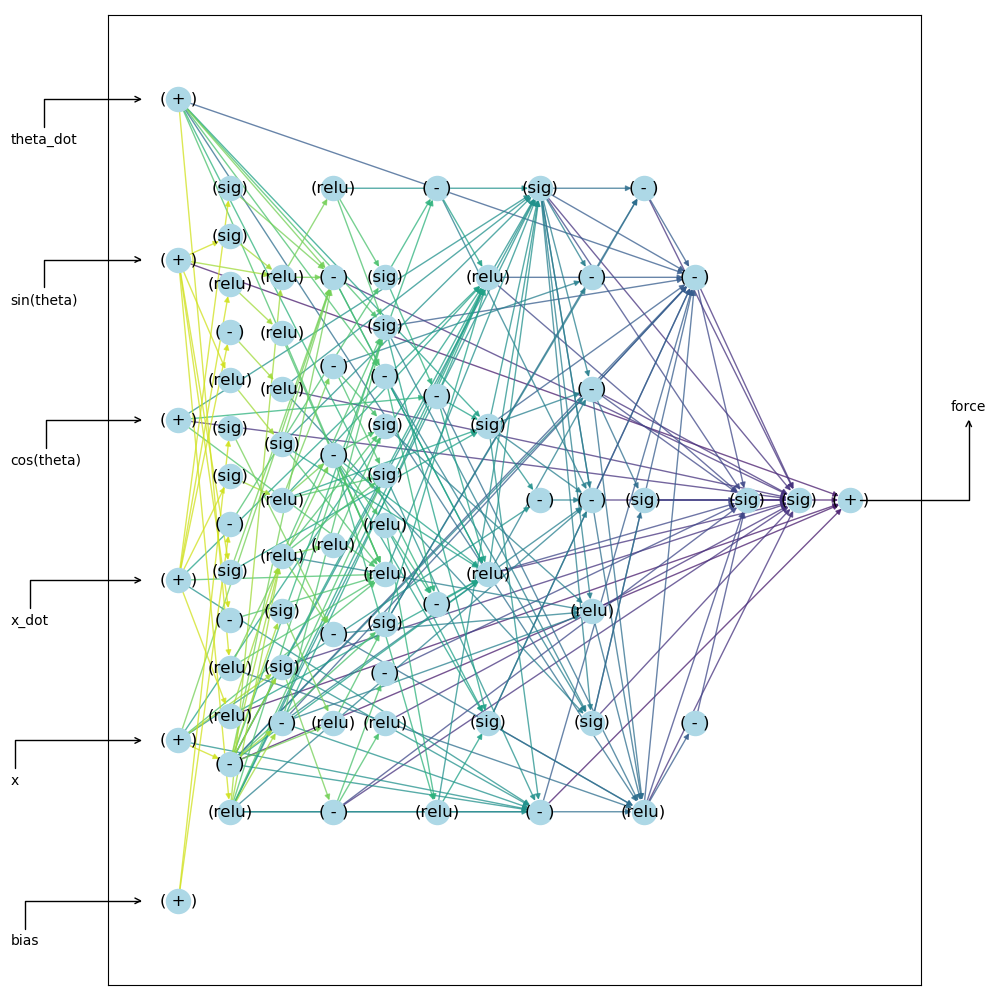 theta_dot
(+)
(sig)
(relu)
(-)
(sig)
(-)
(sig)
(+)
sin(theta)
(relu)
(relu)
(-)
(sig)
(relu)
(-)
(-)
(-)
(relu)
(sig)
(relu)
(relu)
(-)
(-)
(-)
(-)
force
(+)
cos(theta)
(sig)
(sig)
(-)
(sig)
(sig)
(sig)
(relu)
(sig)
(-)
(-)
(sig)
(sig)
(sig)
(+)
(-)
(relu)
(relu)
(relu)
(+)
x_dot
(sig)
(relu)
(relu)
(-)
(sig)
(-)
(sig)
(-)
(relu)
(relu)
(sig)
(-)
(relu)
(-)
(relu)
(relu)
(sig)
(sig)
(-)
(+)
x
(-)
(relu)
(-)
(relu)
(-)
(relu)
(+)
bias